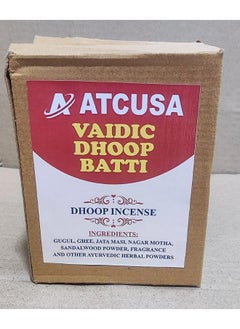 ATCUSA
VAIDIC
DHOOP
BATTI
DHOOP INCENSE
INGREDIENTS:
GUGUL, GHEE, JATA MASI, NAGAR MOTHA,
SANDALWOOD POWDER, FRAGRANCE
AND OTHER AYURVEDIC HERBAL POWDERS